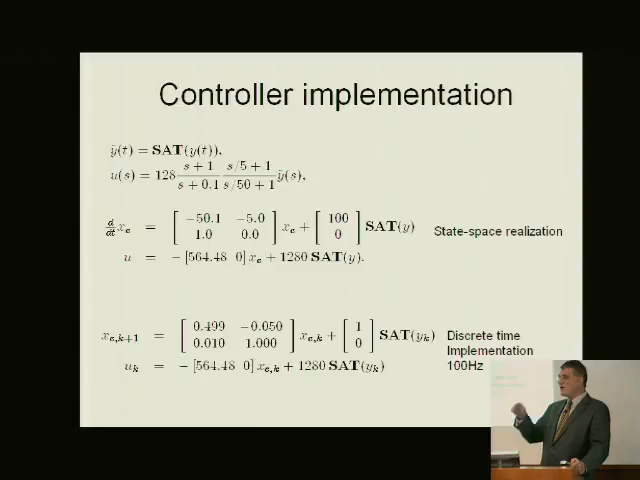 Controller implementation
ỹ(t) = SAT(y(t)),
u(s) = 128 (s + 1)/(s + 0.1) (s/5 + 1)/(s/50 + 1) ỹ(s),
d/dt x_c = [ −50.1 −5.0 ; 1.0 0.0 ] x_c + [ 100 ; 0 ] SAT(y) State-space realization
u = −[564.48 0] x_c + 1280 SAT(y).
x_c,k+1 = [ 0.499 −0.050 ; 0.010 1.000 ] x_c,k + [ 1 ; 0 ] SAT(y_k) Discrete time
Implementation
u_k = −[564.48 0] x_c,k + 1280 SAT(y_k) 100Hz